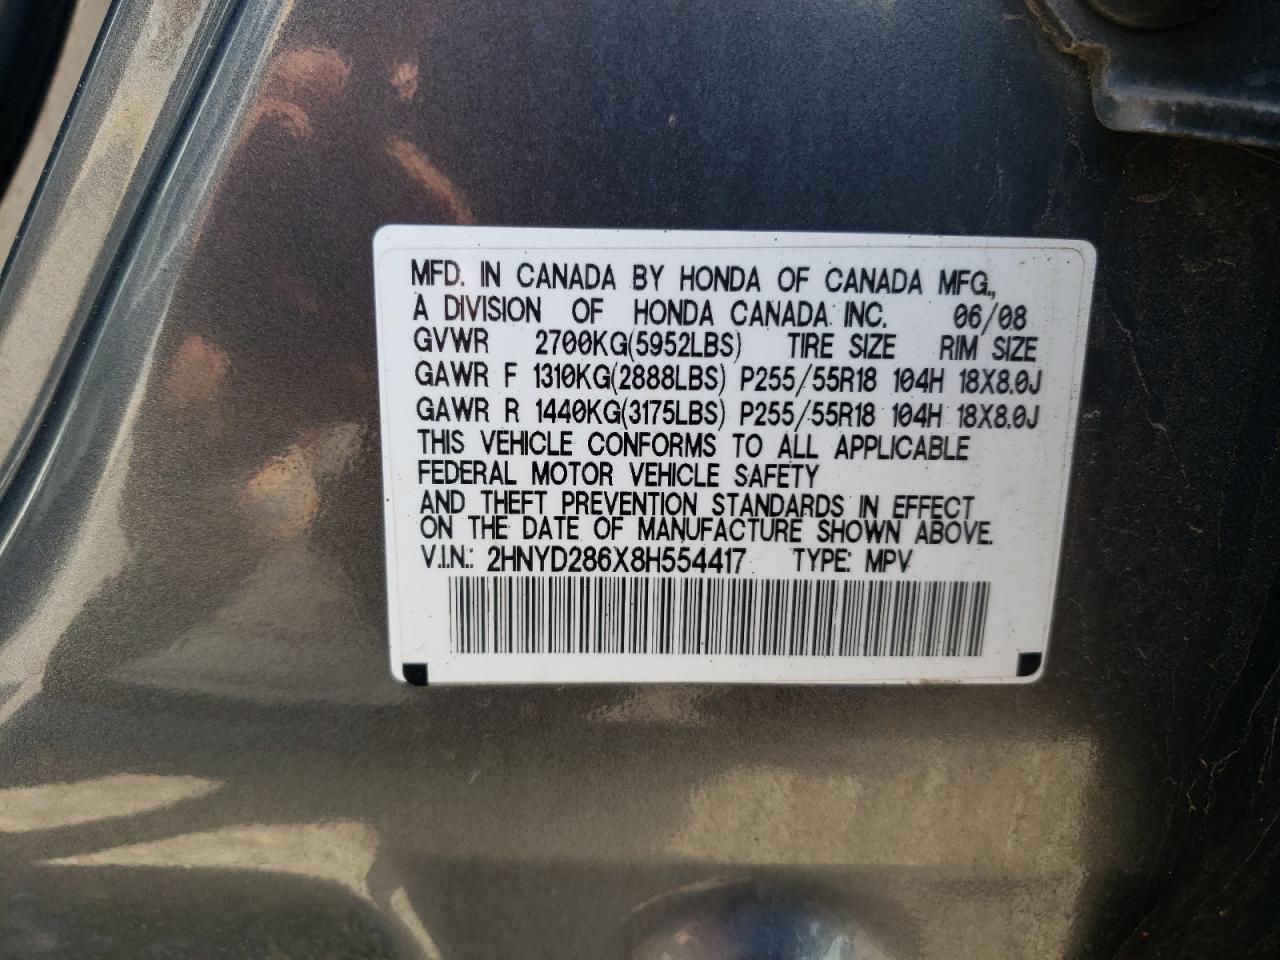 MFD. IN CANADA BY HONDA OF CANADA MFG.,
A DIVISION OF HONDA CANADA INC. 06/08
GVWR 2700KG(5952LBS) TIRE SIZE RIM SIZE
GAWR F 1310KG(2888LBS) P255/55R18 104H 18X8.0J
GAWR R 1440KG(3175LBS) P255/55R18 104H 18X8.0J
THIS VEHICLE CONFORMS TO ALL APPLICABLE
FEDERAL MOTOR VEHICLE SAFETY
AND THEFT PREVENTION STANDARDS IN EFFECT
ON THE DATE OF MANUFACTURE SHOWN ABOVE.
V.I.N.: 2HNYD286X8H554417 TYPE: MPV